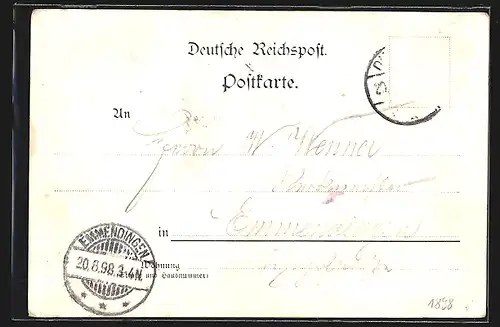 Deutsche Reichspost.
Postkarte.
An
Herrn W. Wenner
in Emmendingen
EMMENDINGEN
20.8.98.3-4N
Wohnung
und Hausnummer
1898